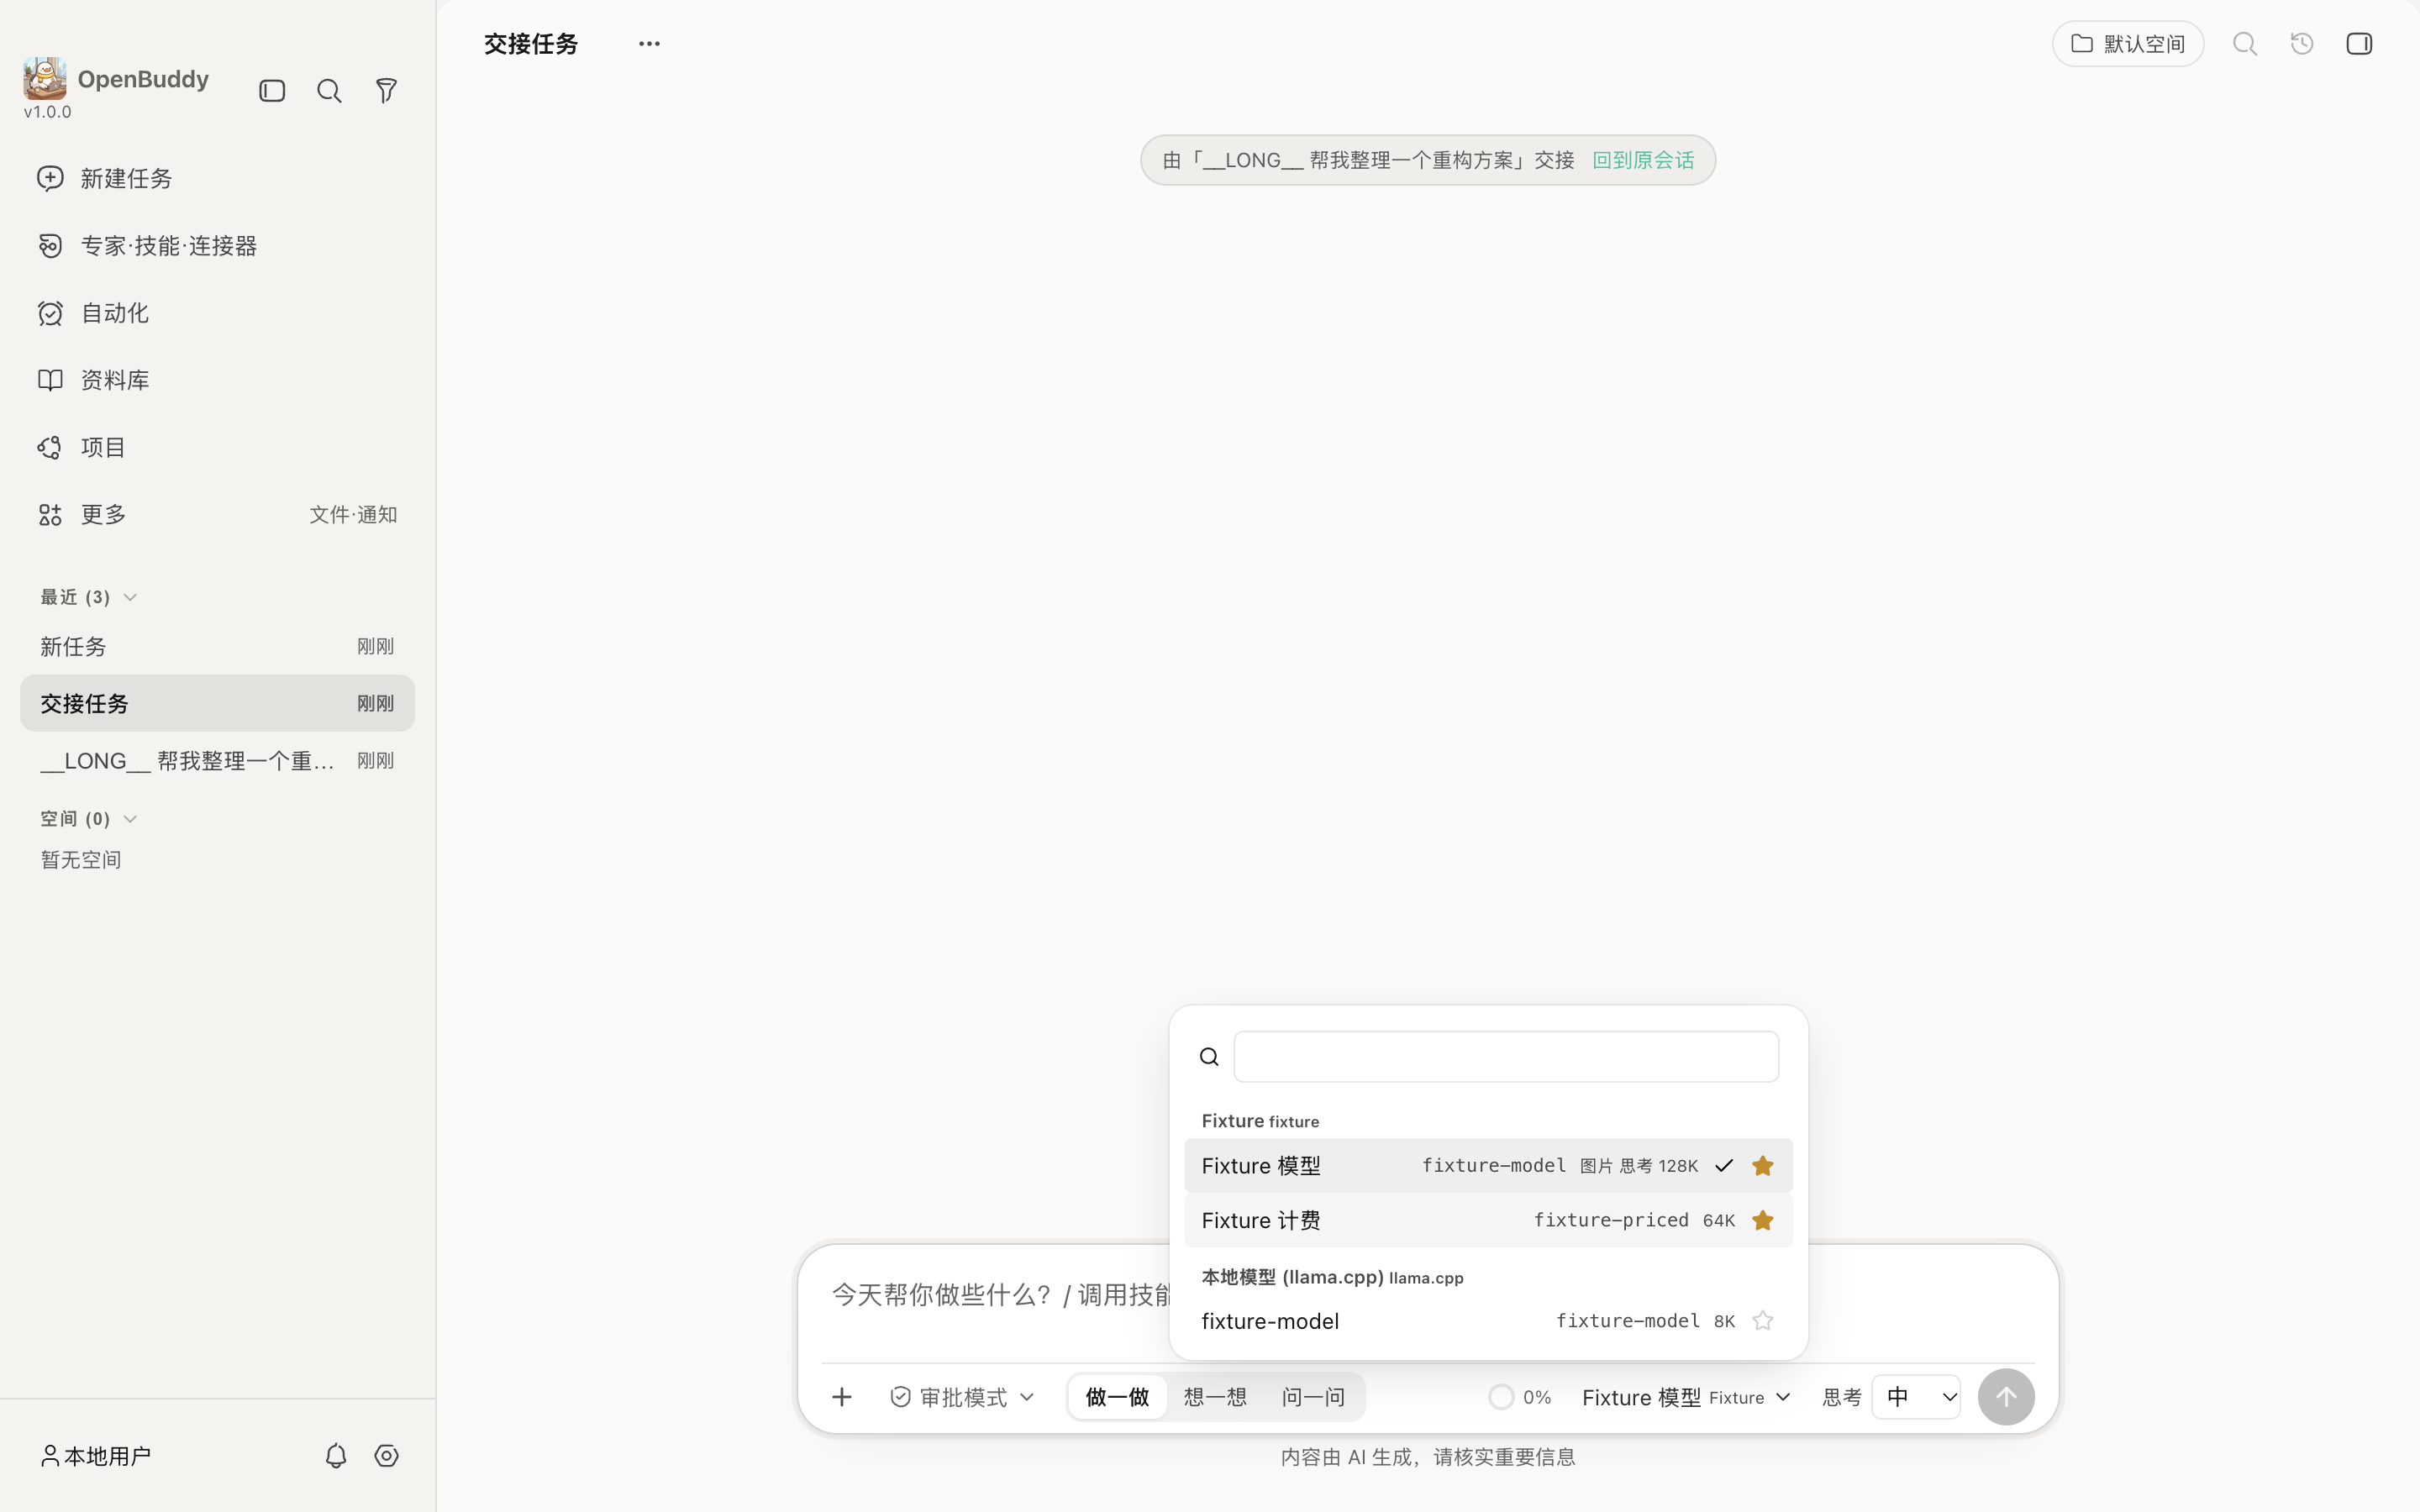 OpenBuddy
v1.0.0
新建任务
专家·技能·连接器
自动化
资料库
项目
更多 文件·通知
最近 (3)
新任务 刚刚
交接任务 刚刚
__LONG__ 帮我整理一个重… 刚刚
空间 (0)
暂无空间
本地用户
交接任务
默认空间
由「__LONG__ 帮我整理一个重构方案」交接 回到原会话
Fixture fixture
Fixture 模型 fixture-model 图片 思考 128K
Fixture 计费 fixture-priced 64K
本地模型 (llama.cpp) llama.cpp
fixture-model fixture-model 8K
今天帮你做些什么？/ 调用技能
审批模式 做一做 想一想 问一问 0% Fixture 模型 Fixture 思考 中
内容由 AI 生成，请核实重要信息